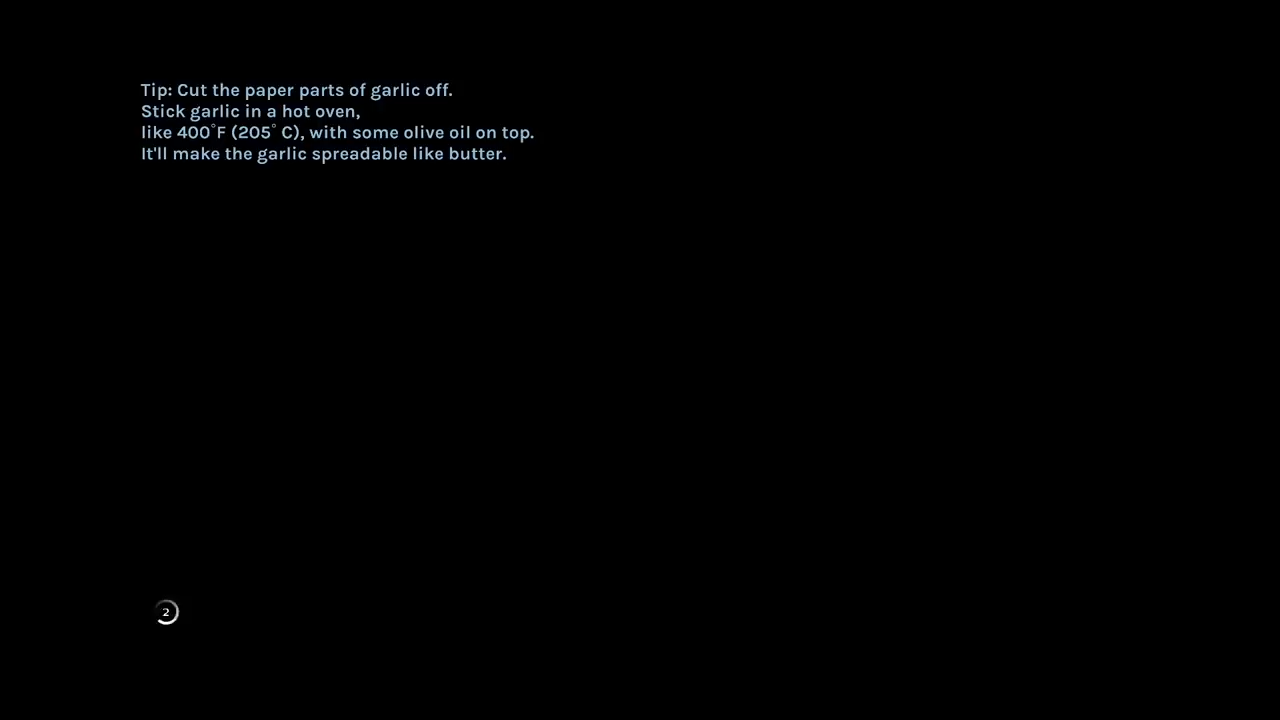 Tip: Cut the paper parts of garlic off.
Stick garlic in a hot oven,
like 400°F (205° C), with some olive oil on top.
It'll make the garlic spreadable like butter.
2